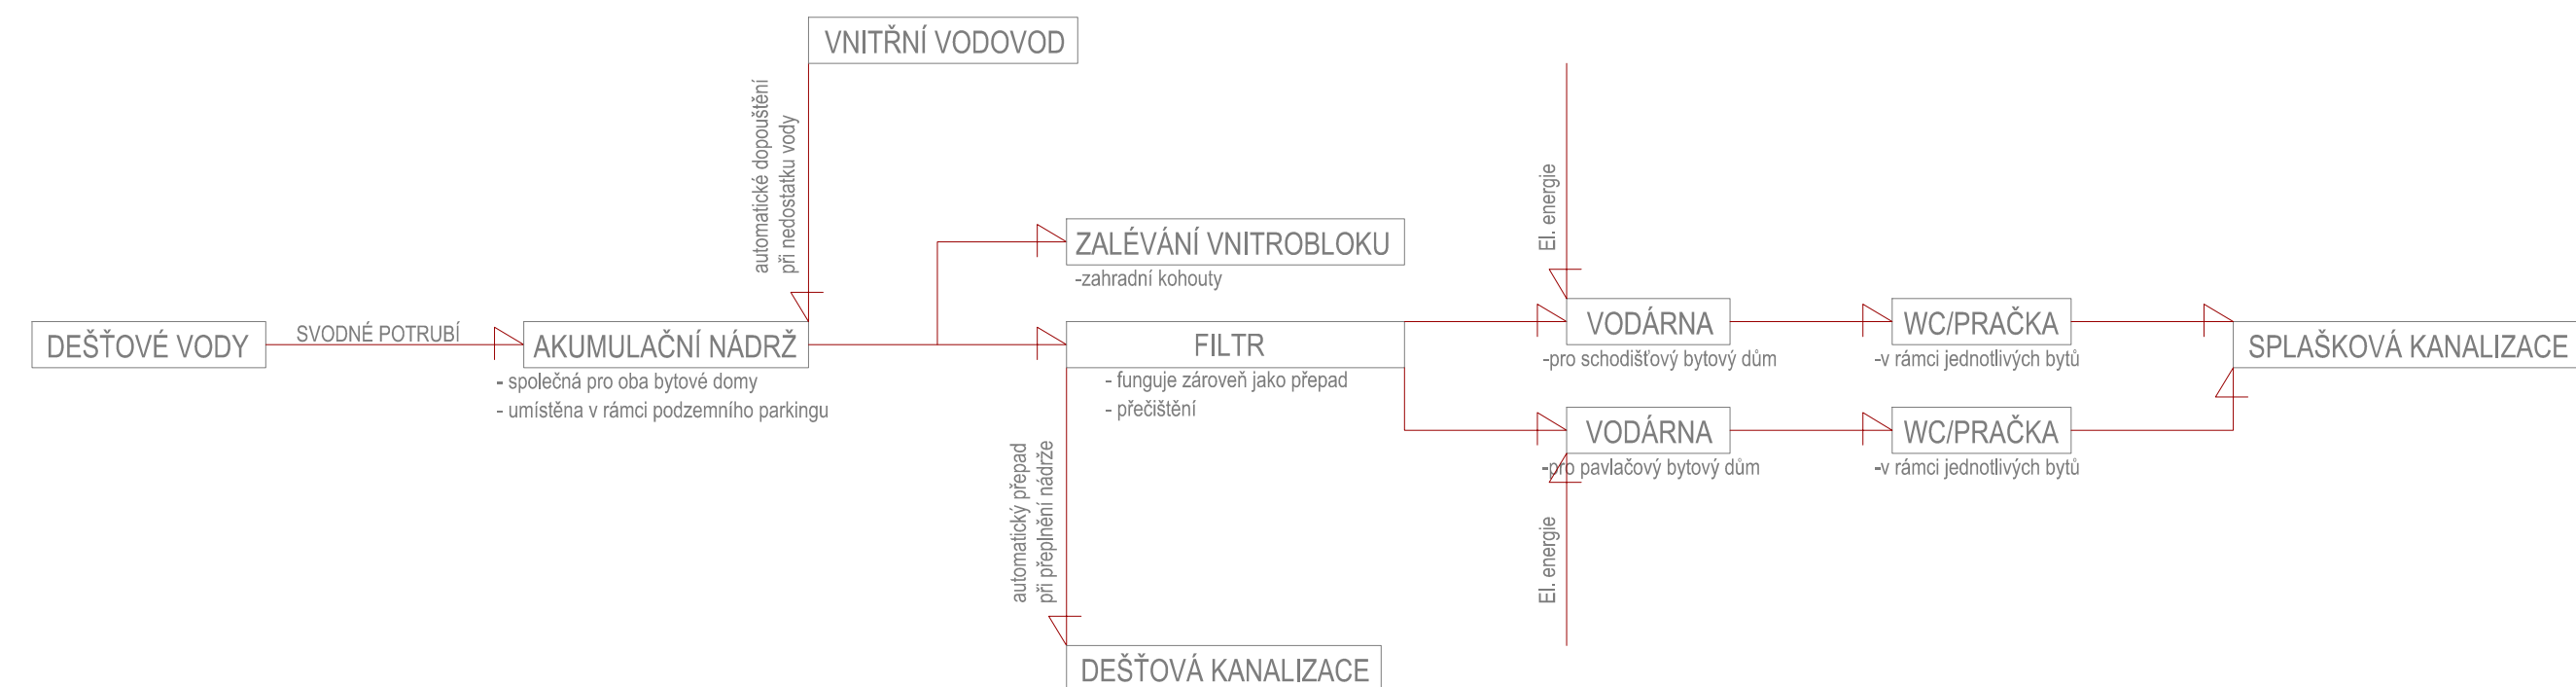 VNITŘNÍ VODOVOD
automatické dopouštění
při nedostatku vody
El. energie
ZALÉVÁNÍ VNITROBLOKU
-zahradní kohouty
DEŠŤOVÉ VODY
SVODNÉ POTRUBÍ
AKUMULAČNÍ NÁDRŽ
- společná pro oba bytové domy
- umístěna v rámci podzemního parkingu
FILTR
- funguje zároveň jako přepad
- přečištění
VODÁRNA
-pro schodišťový bytový dům
WC/PRAČKA
-v rámci jednotlivých bytů
SPLAŠKOVÁ KANALIZACE
VODÁRNA
-pro pavlačový bytový dům
WC/PRAČKA
-v rámci jednotlivých bytů
automatický přepad
při přeplnění nádrže
El. energie
DEŠŤOVÁ KANALIZACE